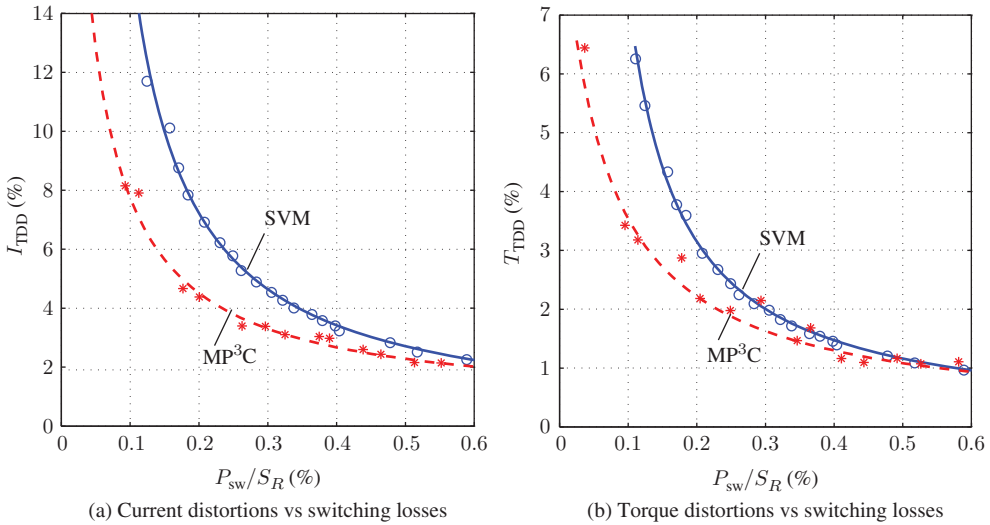 14
12
10
8
6
4
2
0
I_TDD (%)
SVM
MP³C
0 0.1 0.2 0.3 0.4 0.5 0.6
P_sw/S_R (%)
(a) Current distortions vs switching losses
7
6
5
4
3
2
1
0
T_TDD (%)
SVM
MP³C
0 0.1 0.2 0.3 0.4 0.5 0.6
P_sw/S_R (%)
(b) Torque distortions vs switching losses